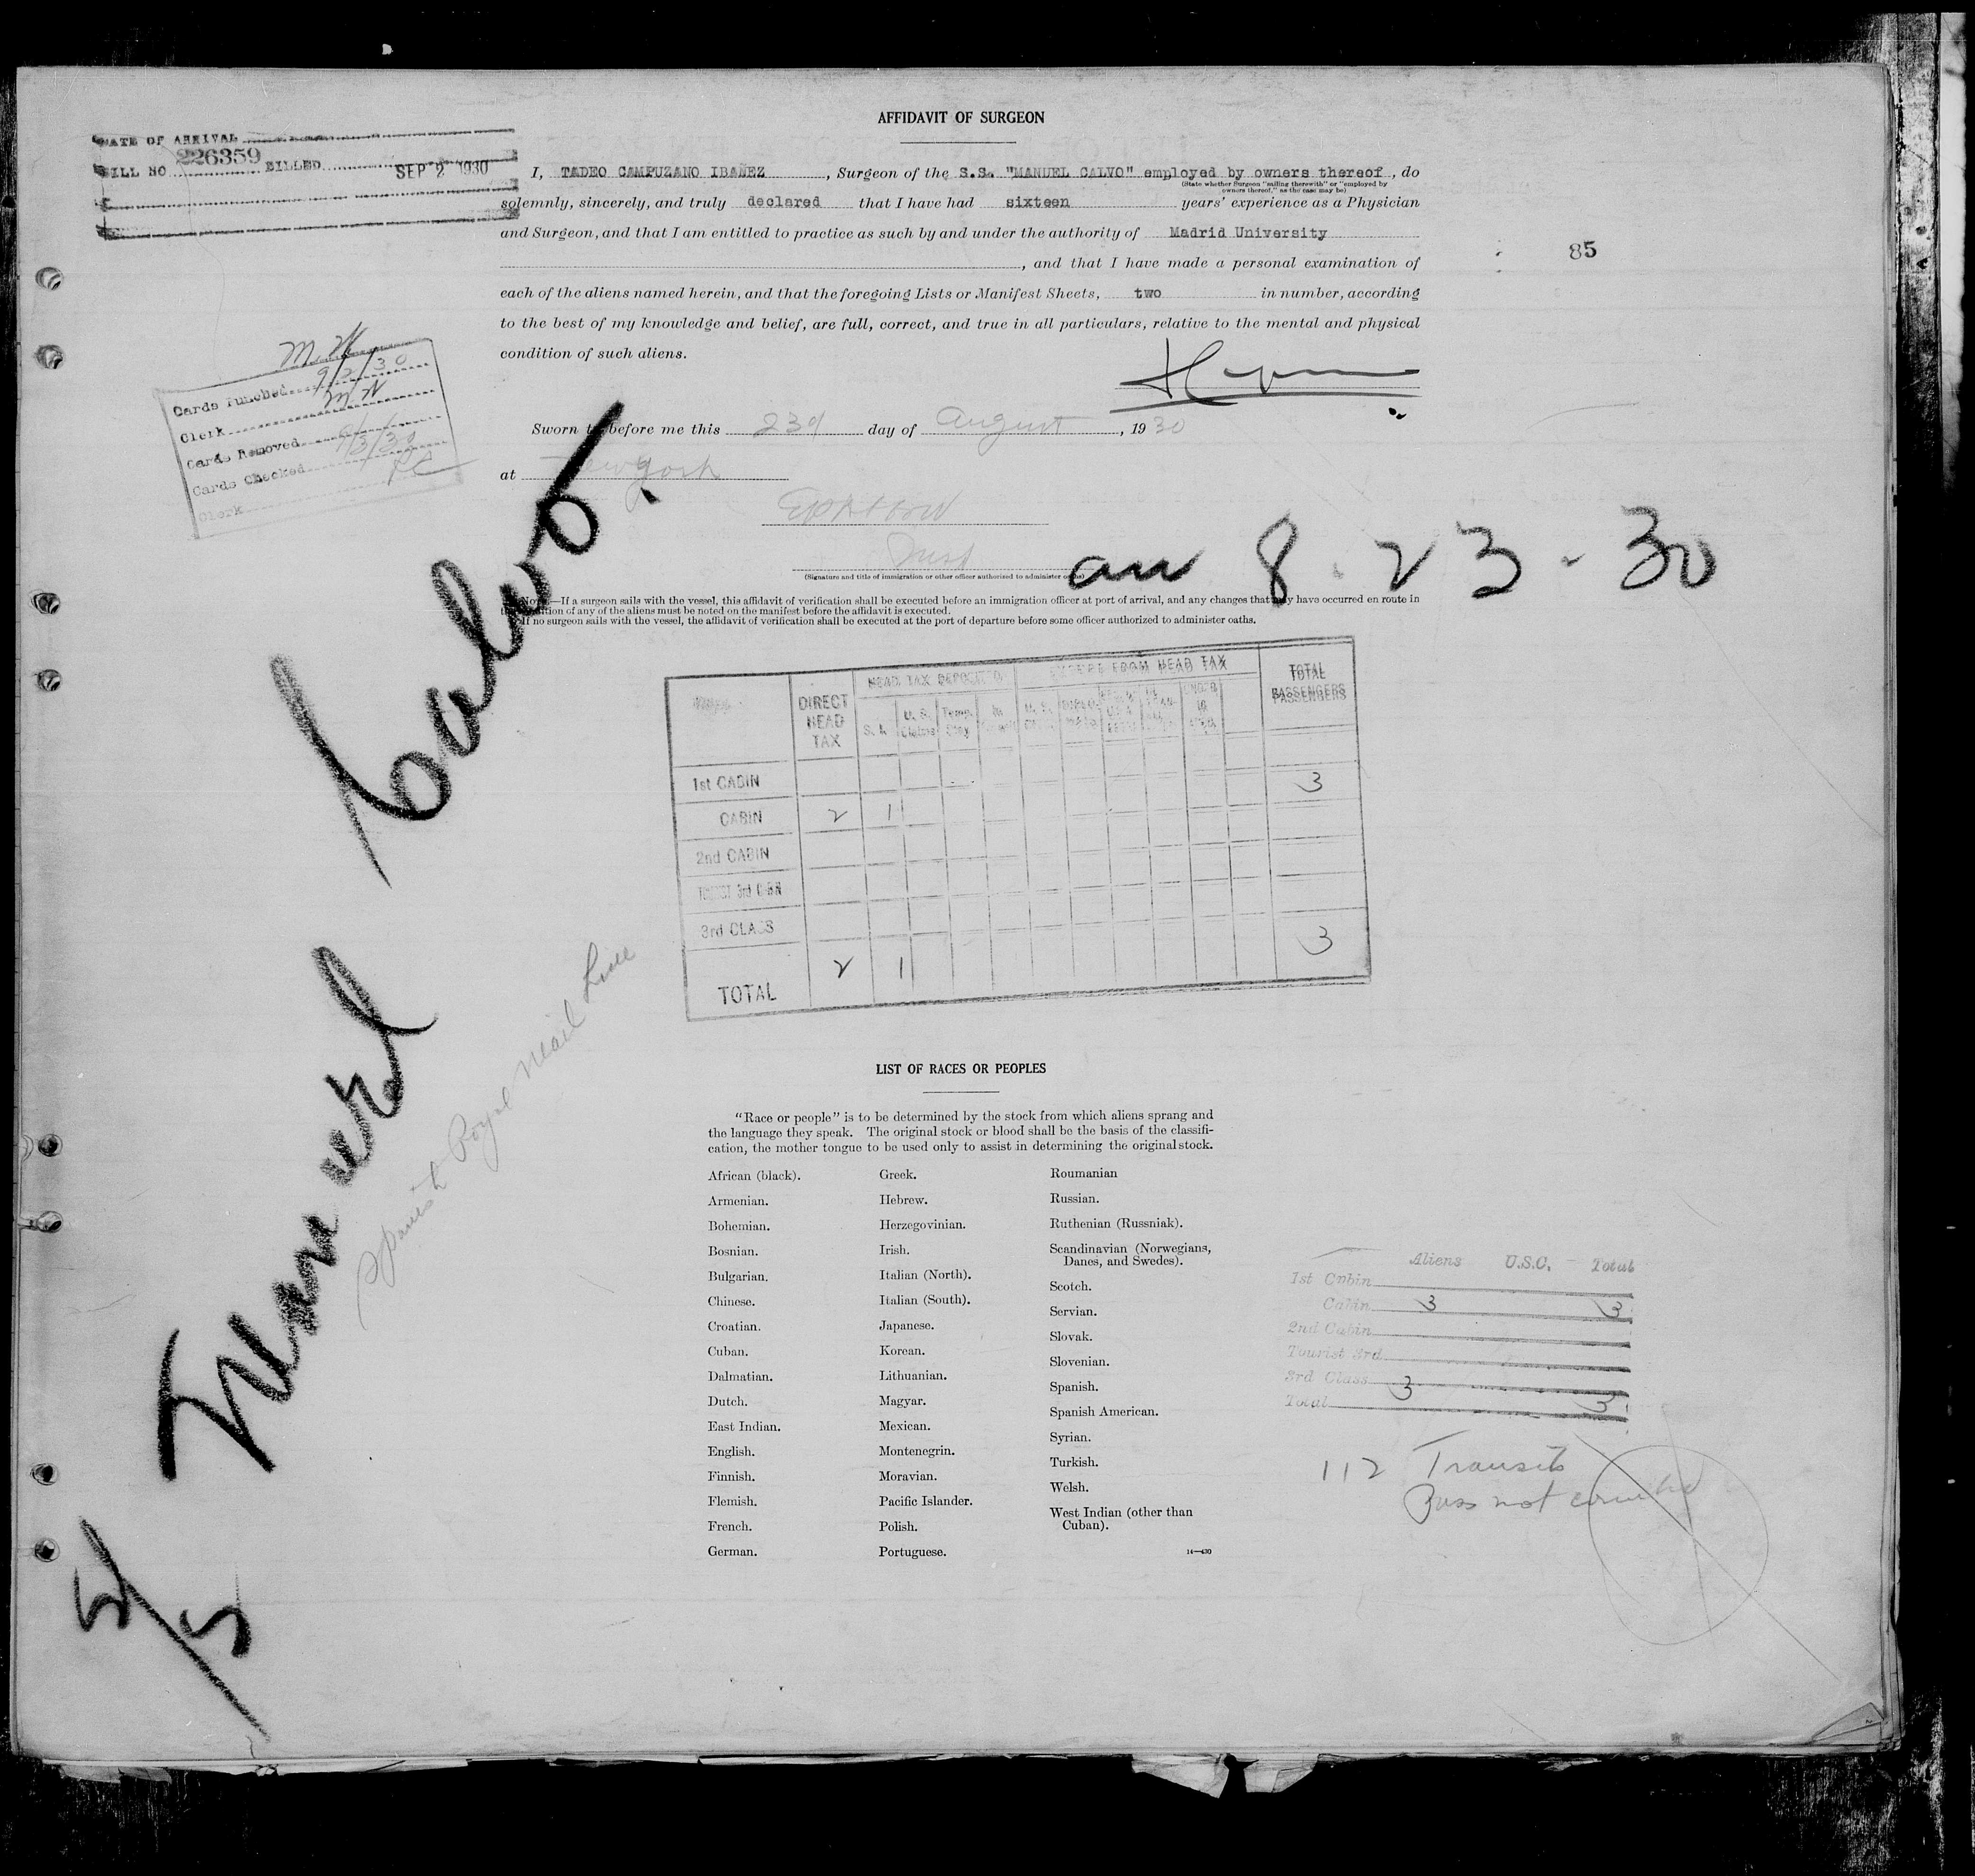 AFFIDAVIT OF SURGEON
DATE OF ARRIVAL
BILL NO 226359 BILLED SEP 2 1930
I, TADEO CAMPUZANO IBAÑEZ, Surgeon of the S.S. "MANUEL CALVO" employed by owners thereof, do
(State whether Surgeon "sailing therewith" or "employed by
owners thereof," as the case may be)
solemnly, sincerely, and truly declared that I have had sixteen years' experience as a Physician
and Surgeon, and that I am entitled to practice as such by and under the authority of Madrid University
, and that I have made a personal examination of
85
each of the aliens named herein, and that the foregoing Lists or Manifest Sheets, two in number, according
to the best of my knowledge and belief, are full, correct, and true in all particulars, relative to the mental and physical
condition of such aliens.
Cards Punched 9/2/30
Clerk
Cards Removed
Cards Checked 9/3/30
Clerk
Sworn to before me this 23d day of August, 1930
at New York
(Signature and title of immigration or other officer authorized to administer oaths)
8-23-30
NOTE.—If a surgeon sails with the vessel, this affidavit of verification shall be executed before an immigration officer at port of arrival, and any changes that may have occurred en route in
the condition of any of the aliens must be noted on the manifest before the affidavit is executed.
If no surgeon sails with the vessel, the affidavit of verification shall be executed at the port of departure before some officer authorized to administer oaths.
Manuel Calvo.
Spanish Royal Mail Line
5/5
DIRECT HEAD TAX
HEAD TAX DEPOSITED
EXEMPT FROM HEAD TAX
TOTAL PASSENGERS
S. I.
U. S. Claims
Temp. Stay
1st CABIN 3
CABIN 2 1
2nd CABIN
TOURIST 3rd CABIN
3rd CLASS
TOTAL 2 1 3
LIST OF RACES OR PEOPLES
"Race or people" is to be determined by the stock from which aliens sprang and
the language they speak. The original stock or blood shall be the basis of the classifi-
cation, the mother tongue to be used only to assist in determining the original stock.
African (black).
Armenian.
Bohemian.
Bosnian.
Bulgarian.
Chinese.
Croatian.
Cuban.
Dalmatian.
Dutch.
East Indian.
English.
Finnish.
Flemish.
French.
German.
Greek.
Hebrew.
Herzegovinian.
Irish.
Italian (North).
Italian (South).
Japanese.
Korean.
Lithuanian.
Magyar.
Mexican.
Montenegrin.
Moravian.
Pacific Islander.
Polish.
Portuguese.
Roumanian
Russian.
Ruthenian (Russniak).
Scandinavian (Norwegians,
Danes, and Swedes).
Scotch.
Servian.
Slovak.
Slovenian.
Spanish.
Spanish American.
Syrian.
Turkish.
Welsh.
West Indian (other than
Cuban).
14—430
Aliens U.S.C. Total
1st Cabin
Cabin 3 3
2nd Cabin
Tourist 3rd
3rd Class
Total 3 3
112 Transits
Pass not counted